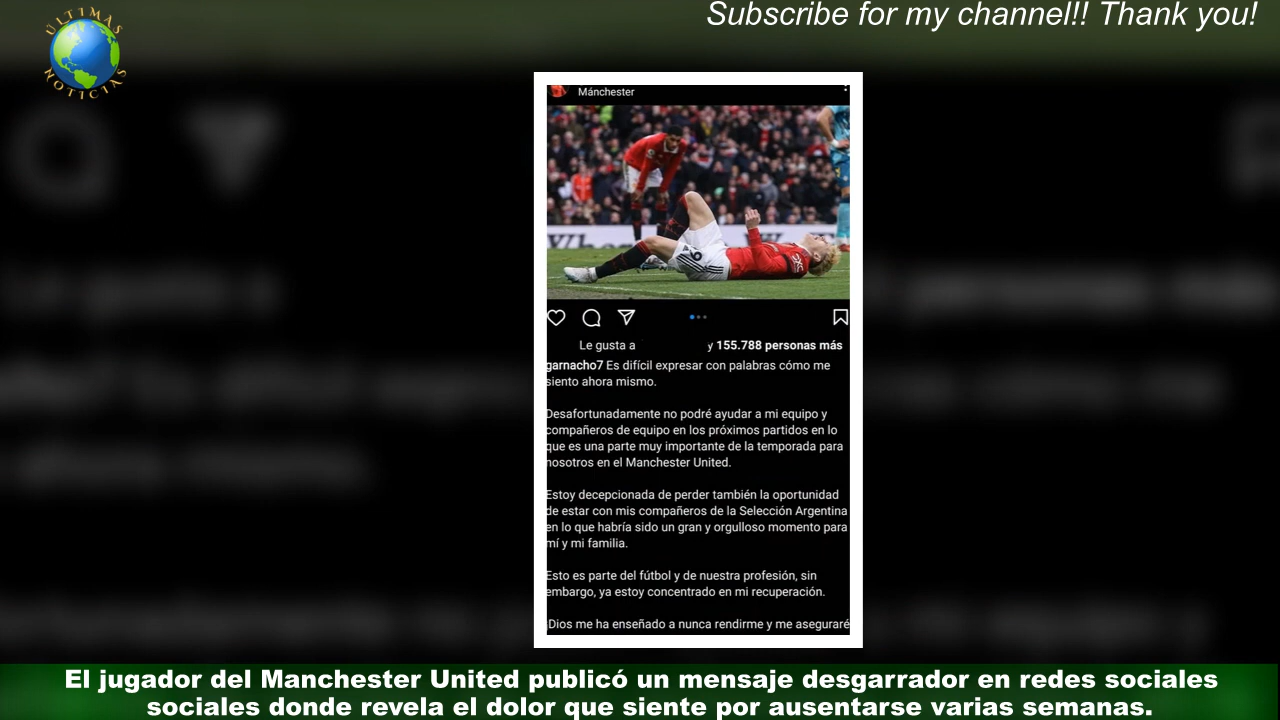 Subscribe for my channel!! Thank you!
ÚLTIMAS
NOTICIAS
Mánchester
Le gusta a y 155.788 personas más
garnacho7 Es difícil expresar con palabras cómo me
siento ahora mismo.
Desafortunadamente no podré ayudar a mi equipo y
compañeros de equipo en los próximos partidos en lo
que es una parte muy importante de la temporada para
nosotros en el Manchester United.
Estoy decepcionada de perder también la oportunidad
de estar con mis compañeros de la Selección Argentina
en lo que habría sido un gran y orgulloso momento para
mí y mi familia.
Esto es parte del fútbol y de nuestra profesión, sin
embargo, ya estoy concentrado en mi recuperación.
¡Dios me ha enseñado a nunca rendirme y me aseguraré
El jugador del Manchester United publicó un mensaje desgarrador en redes sociales
sociales donde revela el dolor que siente por ausentarse varias semanas.